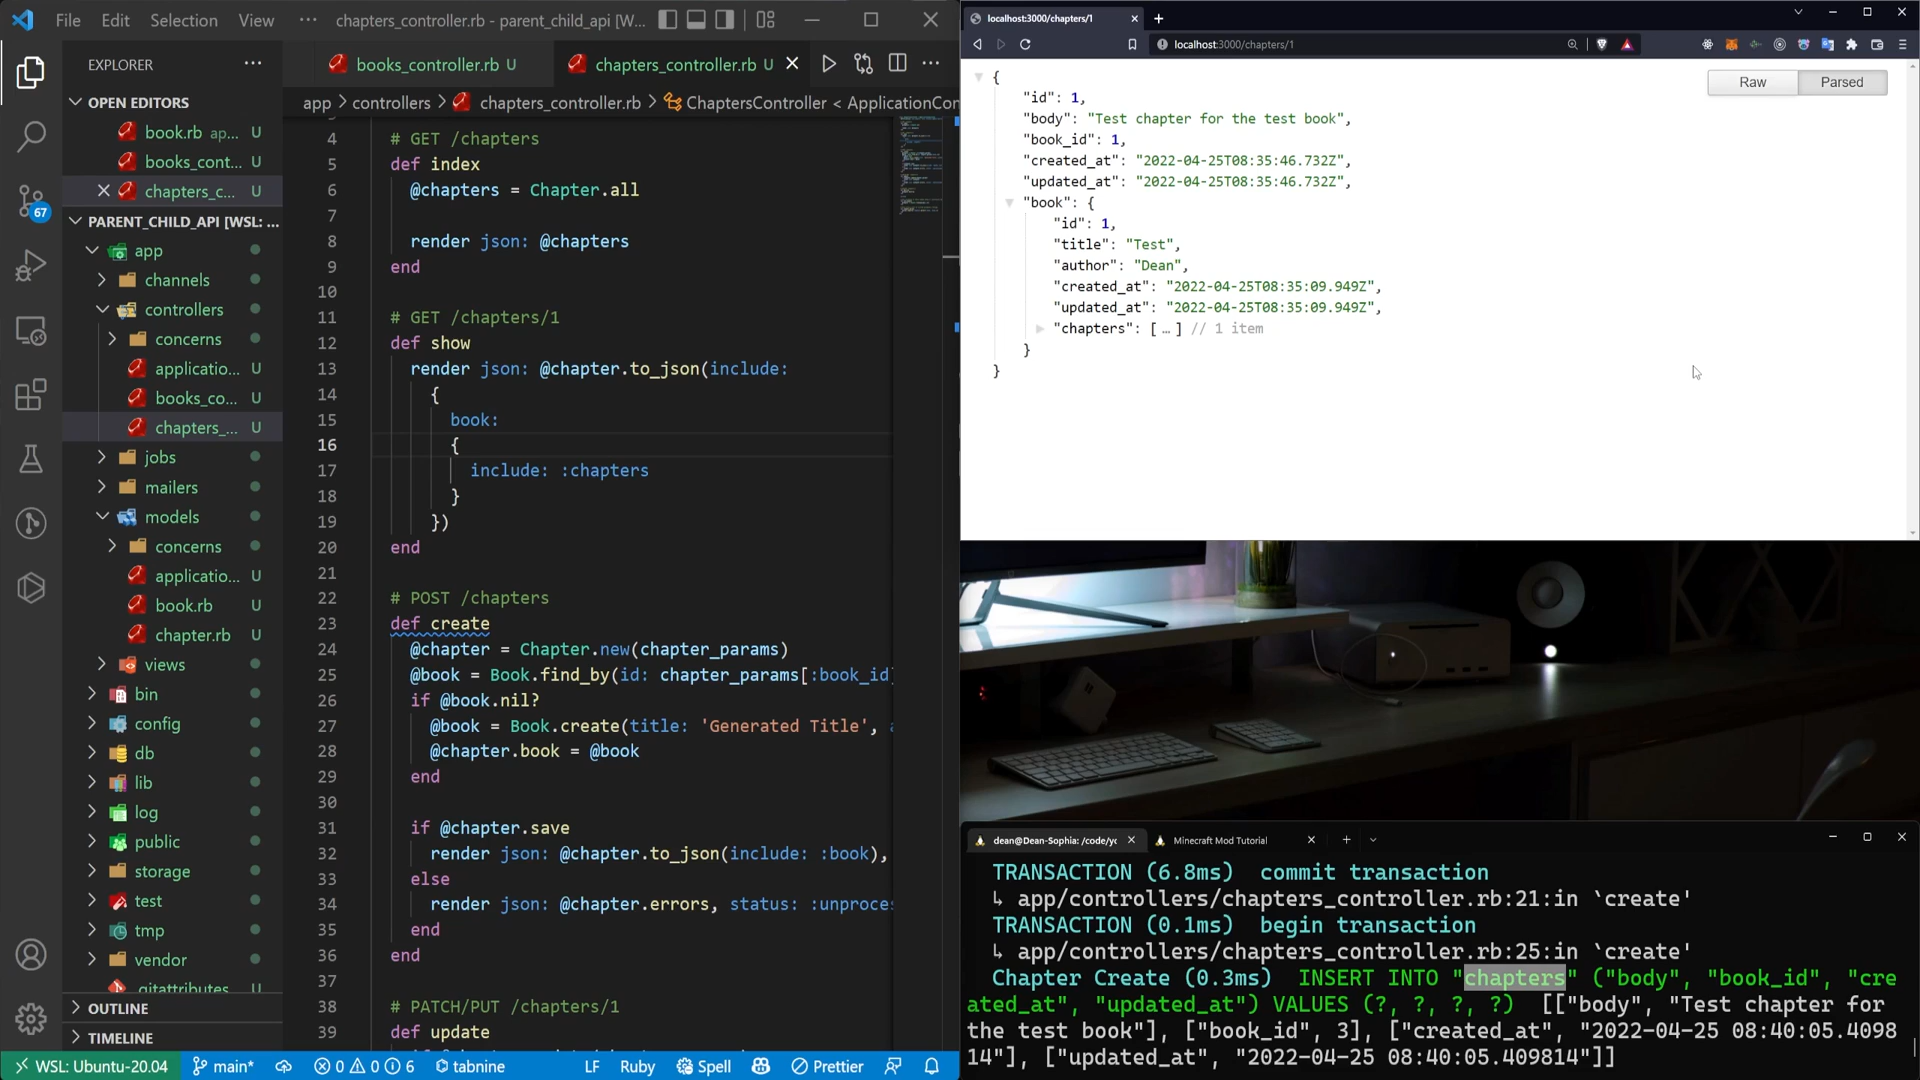 File Edit Selection View ··· chapters_controller.rb - parent_child_api [W...
EXPLORER ···
OPEN EDITORS
book.rb ap... U
books_cont... U
chapters_c... U
67
PARENT_CHILD_API [WSL: ...
app
channels
controllers
concerns
applicatio... U
books_co... U
chapters_... U
jobs
mailers
models
concerns
applicatio... U
book.rb U
chapter.rb U
views
bin
config
db
lib
log
public
storage
test
tmp
vendor
.gitattributes U
OUTLINE
TIMELINE
books_controller.rb U
chapters_controller.rb U
app > controllers > chapters_controller.rb > ChaptersController < ApplicationCon
4 # GET /chapters
5 def index
6 @chapters = Chapter.all
7
8 render json: @chapters
9 end
10
11 # GET /chapters/1
12 def show
13 render json: @chapter.to_json(include:
14 {
15 book:
16 {
17 include: :chapters
18 }
19 })
20 end
21
22 # POST /chapters
23 def create
24 @chapter = Chapter.new(chapter_params)
25 @book = Book.find_by(id: chapter_params[:book_id]
26 if @book.nil?
27 @book = Book.create(title: 'Generated Title', a
28 @chapter.book = @book
29 end
30
31 if @chapter.save
32 render json: @chapter.to_json(include: :book),
33 else
34 render json: @chapter.errors, status: :unproces
35 end
36 end
37
38 # PATCH/PUT /chapters/1
39 def update
WSL: Ubuntu-20.04 main* 0 0 6 tabnine LF Ruby Spell Prettier
localhost:3000/chapters/1
localhost:3000/chapters/1
Raw Parsed
{
"id": 1,
"body": "Test chapter for the test book",
"book_id": 1,
"created_at": "2022-04-25T08:35:46.732Z",
"updated_at": "2022-04-25T08:35:46.732Z",
"book": {
"id": 1,
"title": "Test",
"author": "Dean",
"created_at": "2022-04-25T08:35:09.949Z",
"updated_at": "2022-04-25T08:35:09.949Z",
"chapters": [ … ] // 1 item
}
}
dean@Dean-Sophia: /code/yc Minecraft Mod Tutorial
TRANSACTION (6.8ms) commit transaction
↳ app/controllers/chapters_controller.rb:21:in `create'
TRANSACTION (0.1ms) begin transaction
↳ app/controllers/chapters_controller.rb:25:in `create'
Chapter Create (0.3ms) INSERT INTO "chapters" ("body", "book_id", "cre
ated_at", "updated_at") VALUES (?, ?, ?, ?) [["body", "Test chapter for
the test book"], ["book_id", 3], ["created_at", "2022-04-25 08:40:05.4098
14"], ["updated_at", "2022-04-25 08:40:05.409814"]]